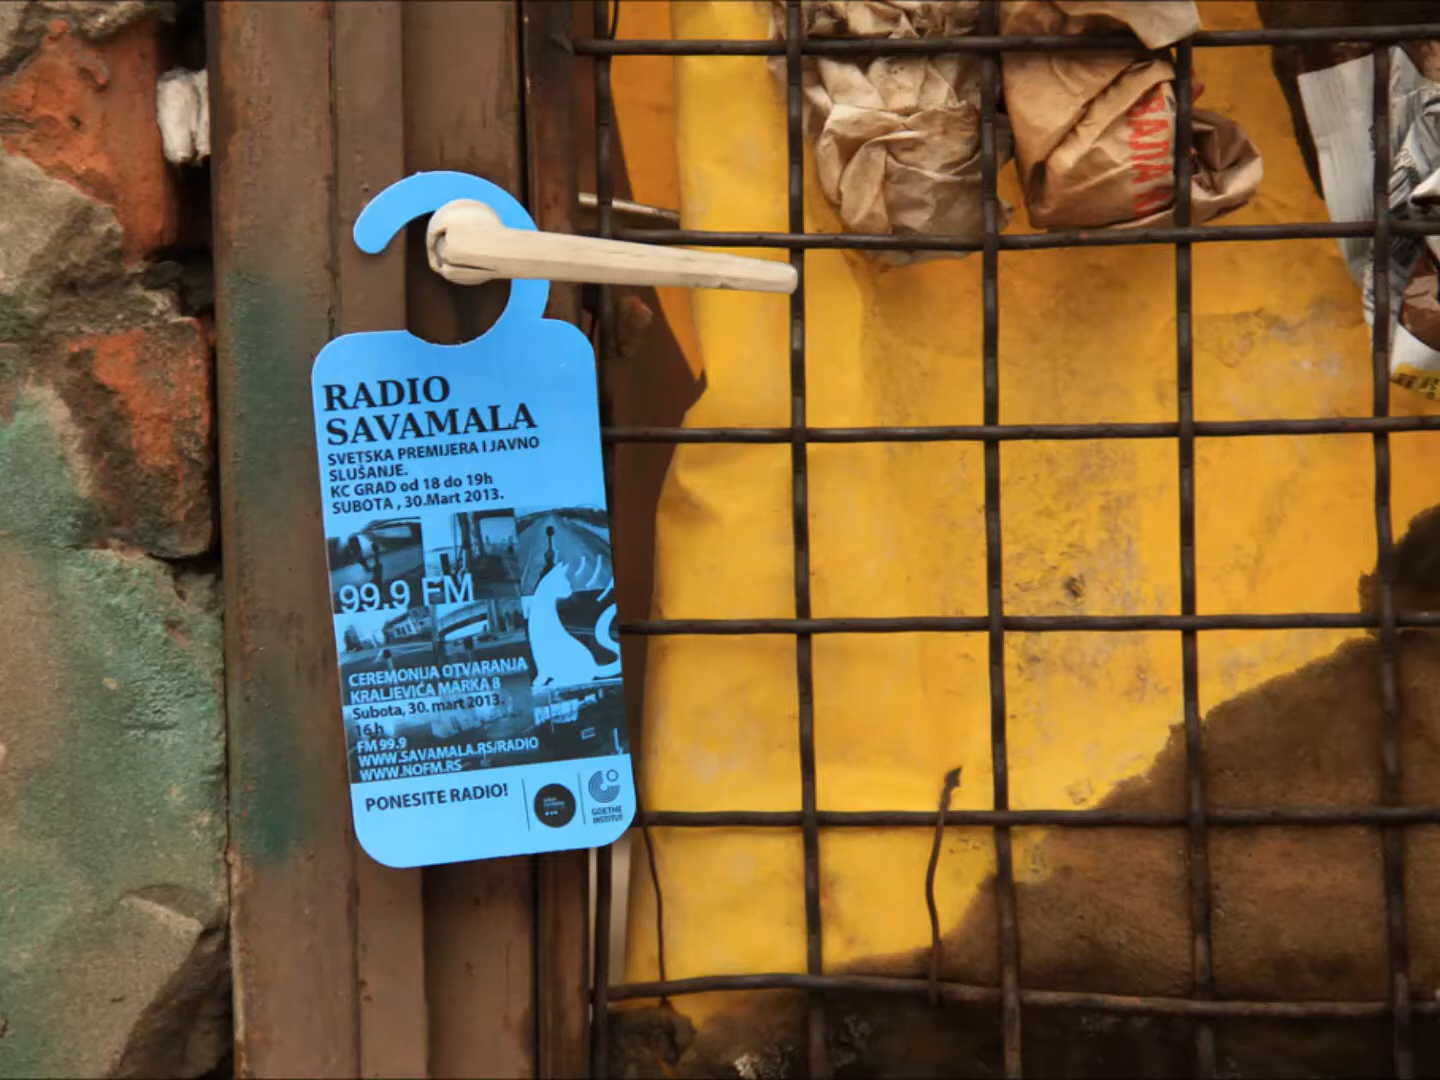 RADIO
SAVAMALA
SVETSKA PREMIJERA I JAVNO
SLUŠANJE.
KC GRAD od 18 do 19h
SUBOTA , 30.Mart 2013.
99.9 FM
CEREMONIJA OTVARANJA
KRALJEVIĆA MARKA 8
Subota, 30. mart 2013.
16 h
FM 99.9
WWW.SAVAMALA.RS/RADIO
WWW.NOFM.RS
PONESITE RADIO!
GOETHE
INSTITUT